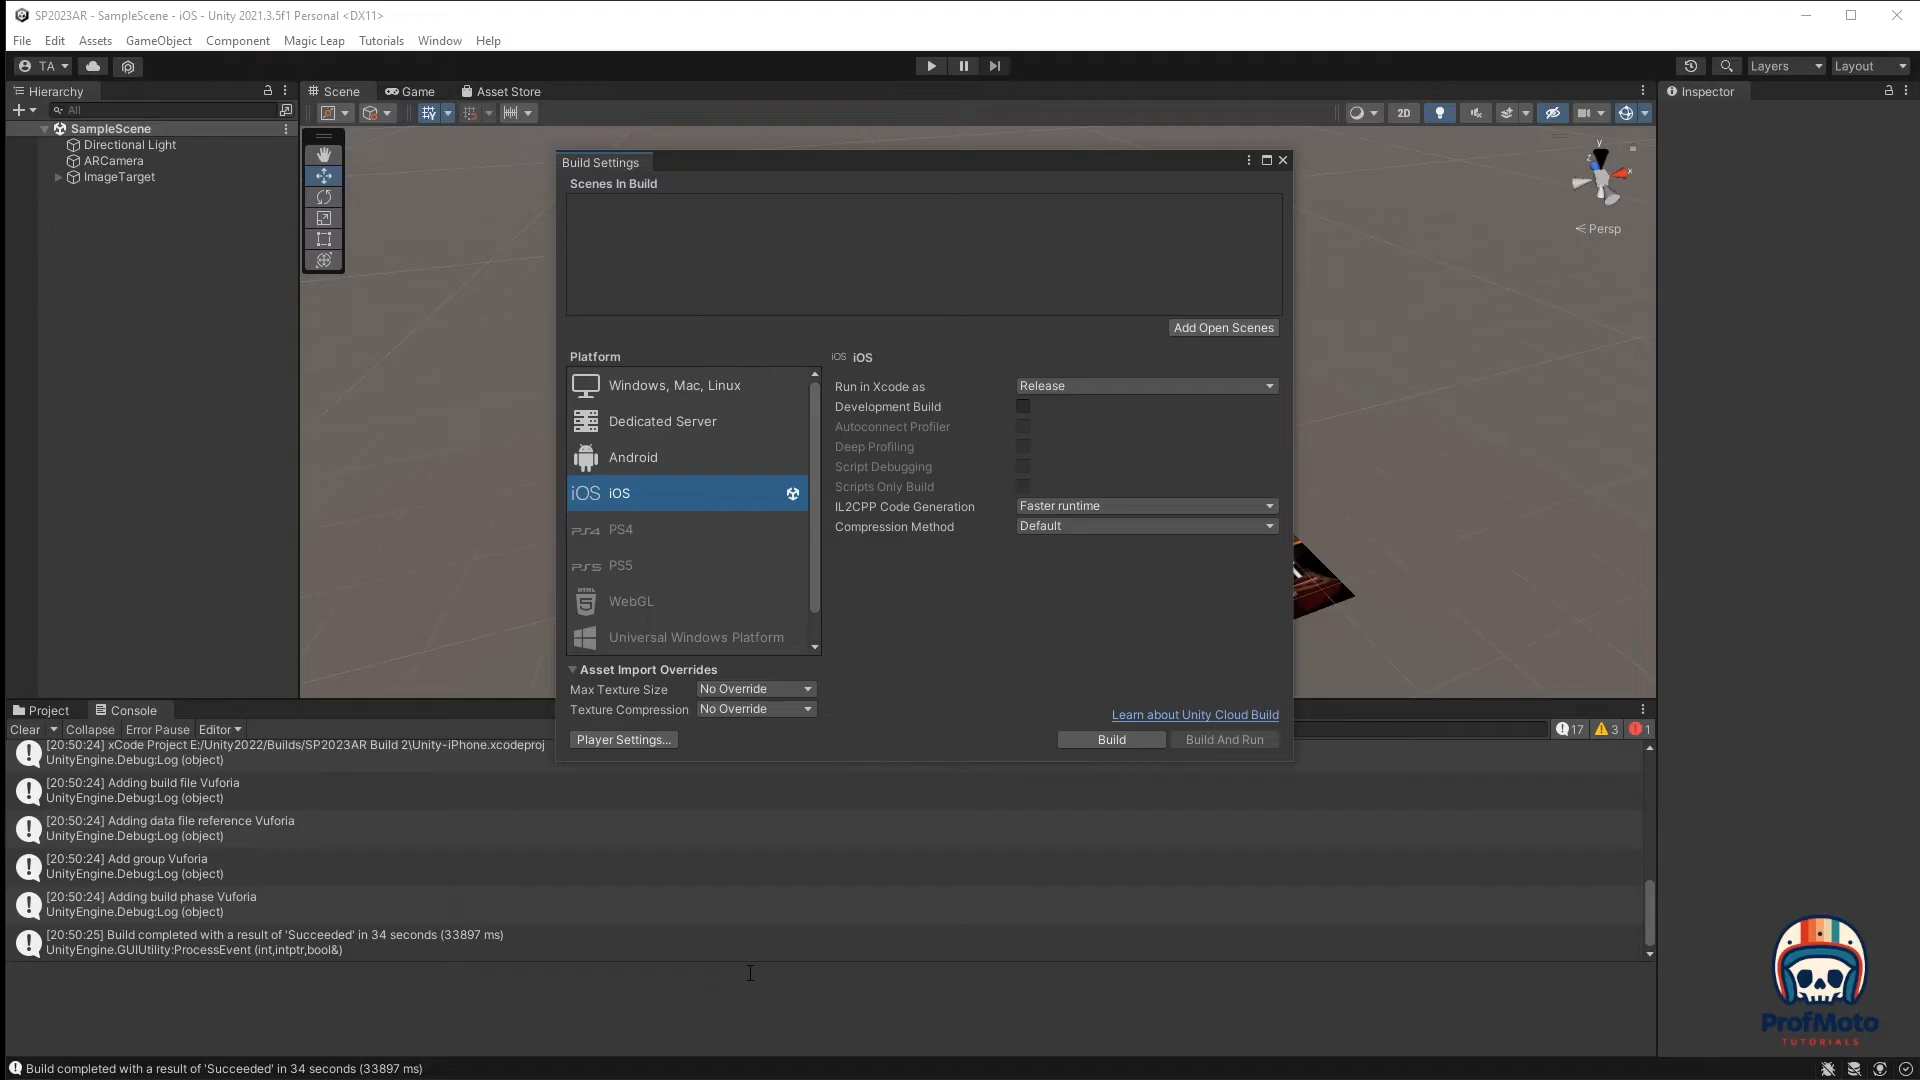 SP2023AR - SampleScene - iOS - Unity 2021.3.5f1 Personal <DX11>
File Edit Assets GameObject Component Magic Leap Tutorials Window Help
TA Layers Layout
Hierarchy Scene Game Asset Store Inspector
All 2D
SampleScene
Directional Light
ARCamera
ImageTarget
y
z x
Persp
Build Settings
Scenes In Build
Add Open Scenes
Platform
Windows, Mac, Linux
Dedicated Server
Android
iOS iOS
PS4 PS4
PS5 PS5
HTML 5 WebGL
Universal Windows Platform
iOS iOS
Run in Xcode as Release
Development Build
Autoconnect Profiler
Deep Profiling
Script Debugging
Scripts Only Build
IL2CPP Code Generation Faster runtime
Compression Method Default
Asset Import Overrides
Max Texture Size No Override
Texture Compression No Override
Learn about Unity Cloud Build
Player Settings... Build Build And Run
Project Console
Clear Collapse Error Pause Editor 17 3 1
[20:50:24] xCode Project E:/Unity2022/Builds/SP2023AR Build 2\Unity-iPhone.xcodeproj
UnityEngine.Debug:Log (object)
[20:50:24] Adding build file Vuforia
UnityEngine.Debug:Log (object)
[20:50:24] Adding data file reference Vuforia
UnityEngine.Debug:Log (object)
[20:50:24] Add group Vuforia
UnityEngine.Debug:Log (object)
[20:50:24] Adding build phase Vuforia
UnityEngine.Debug:Log (object)
[20:50:25] Build completed with a result of 'Succeeded' in 34 seconds (33897 ms)
UnityEngine.GUIUtility:ProcessEvent (int,intptr,bool&)
ProfMoto
TUTORIALS
Build completed with a result of 'Succeeded' in 34 seconds (33897 ms)